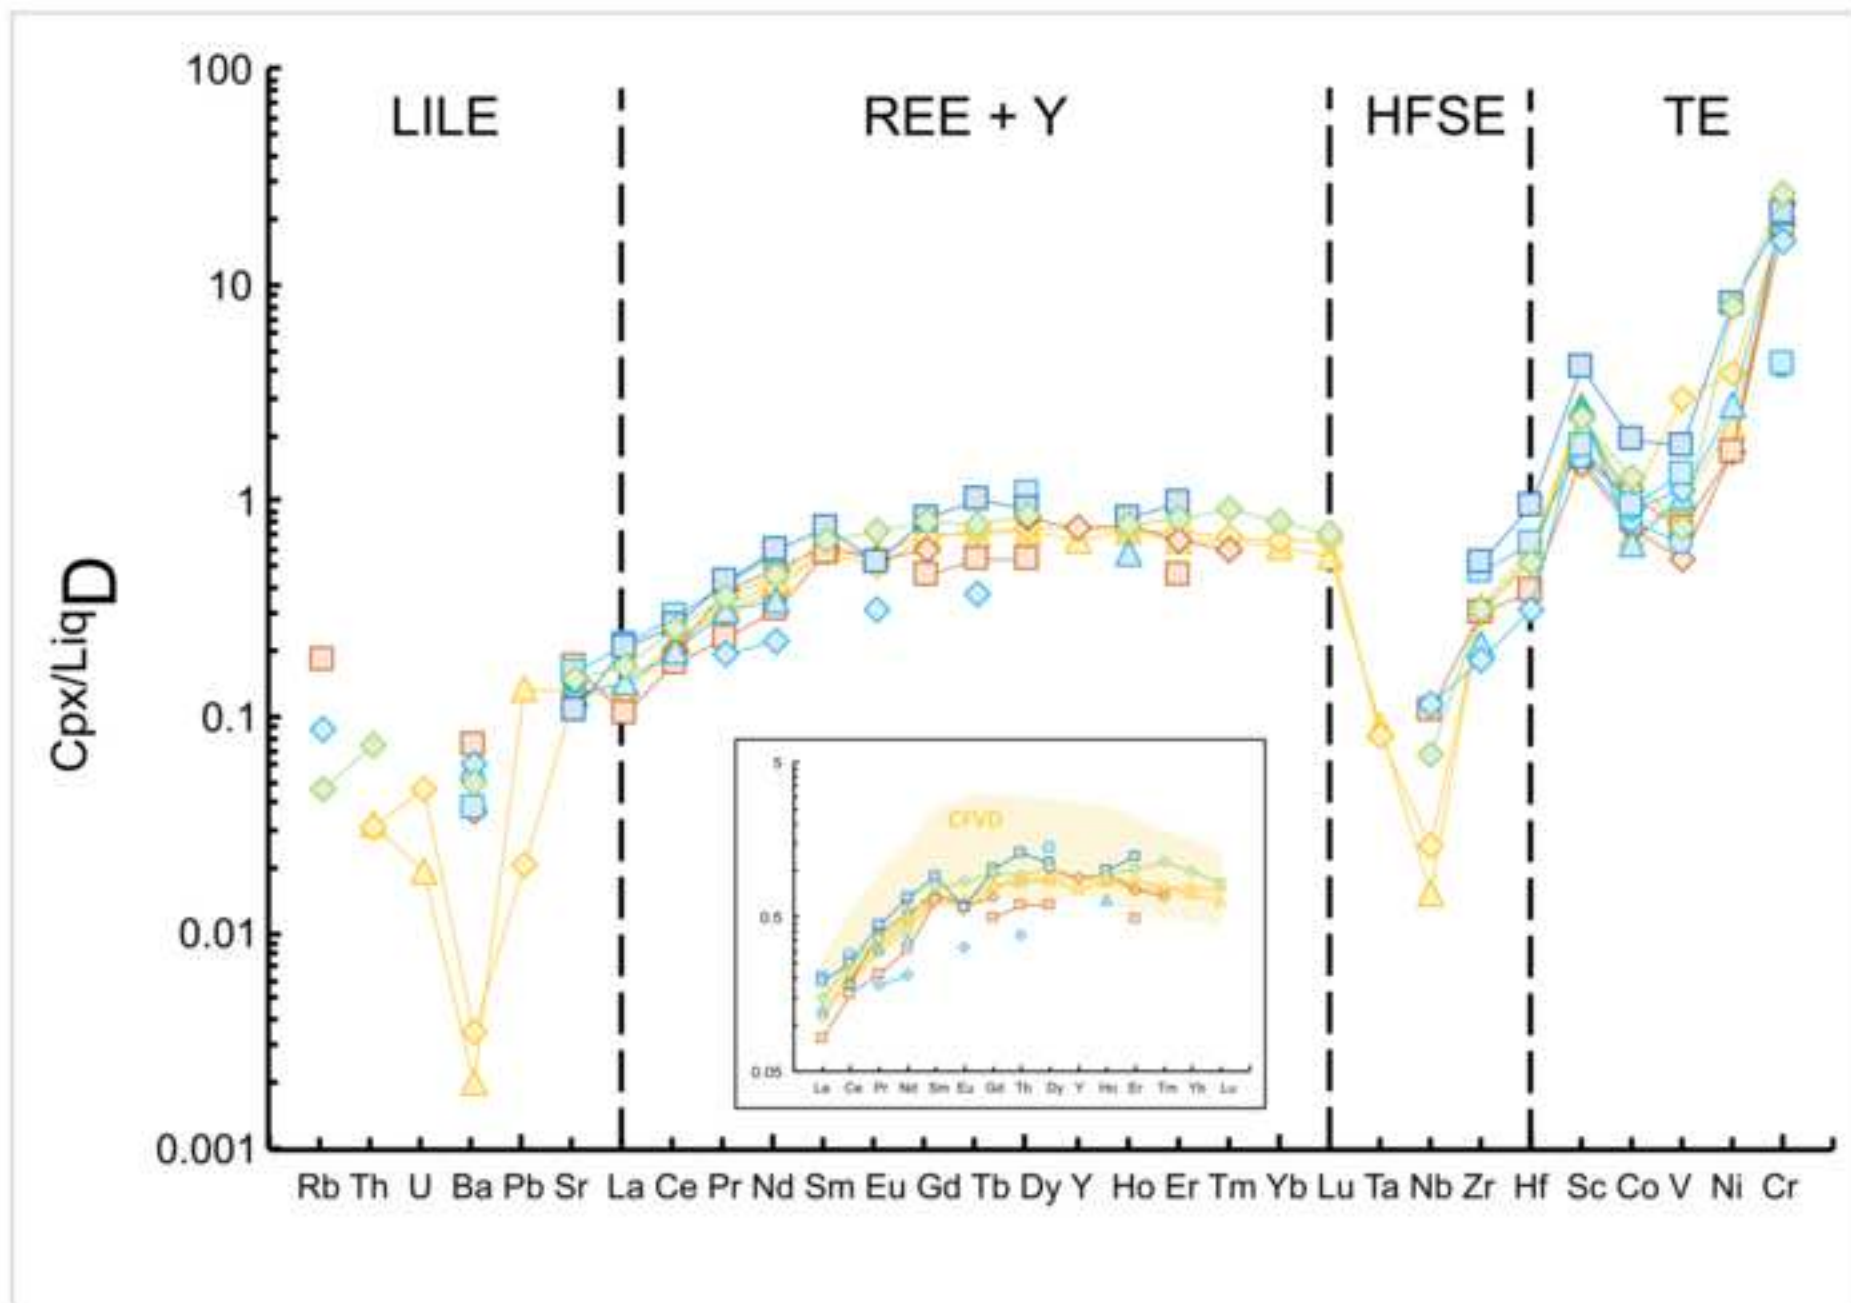 100
LILE
REE + Y
HFSE
TE
10
1
0.1
0.01
0.001
Cpx/LiqD
Rb Th U Ba Pb Sr La Ce Pr Nd Sm Eu Gd Tb Dy Y Ho Er Tm Yb Lu Ta Nb Zr Hf Sc Co V Ni Cr
5
CFVD
0.5
0.05
La Ce Pr Nd Sm Eu Gd Tb Dy Y Ho Er Tm Yb Lu